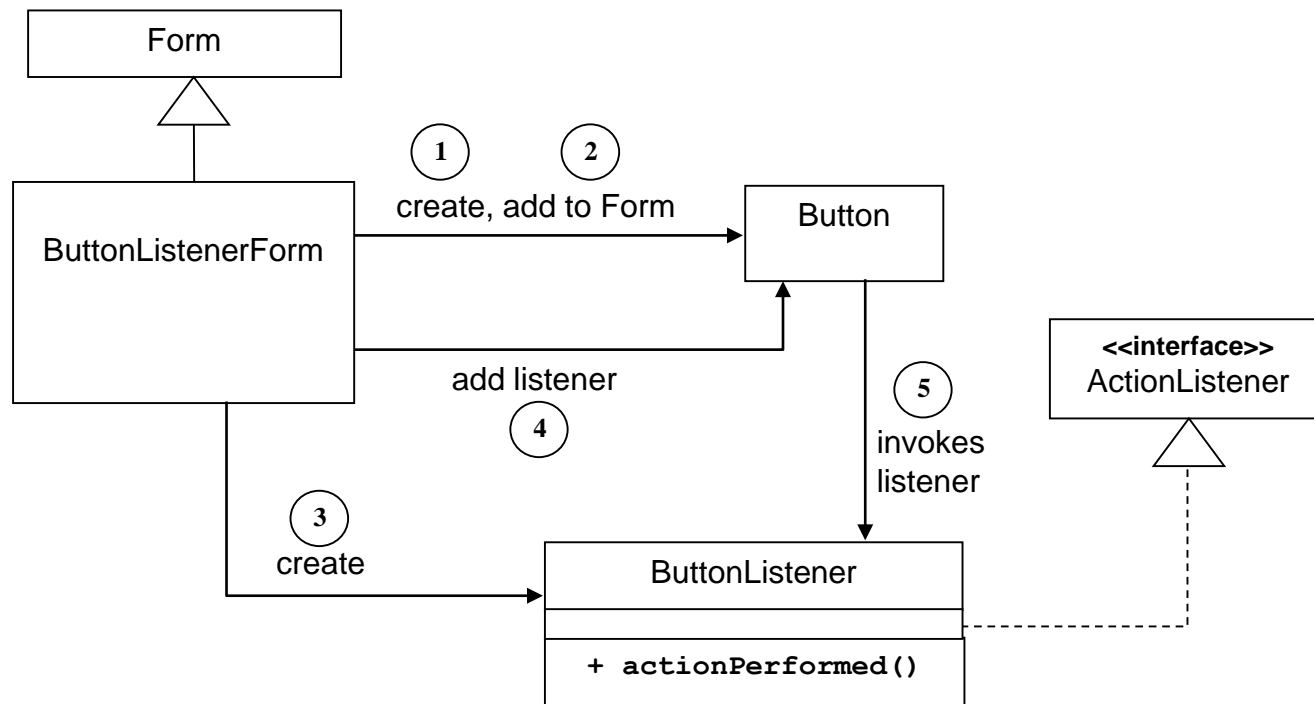 Form
1 2
create, add to Form
ButtonListenerForm
Button
add listener
4
<<interface>>
ActionListener
5
invokes
listener
3
create
ButtonListener
+ actionPerformed()